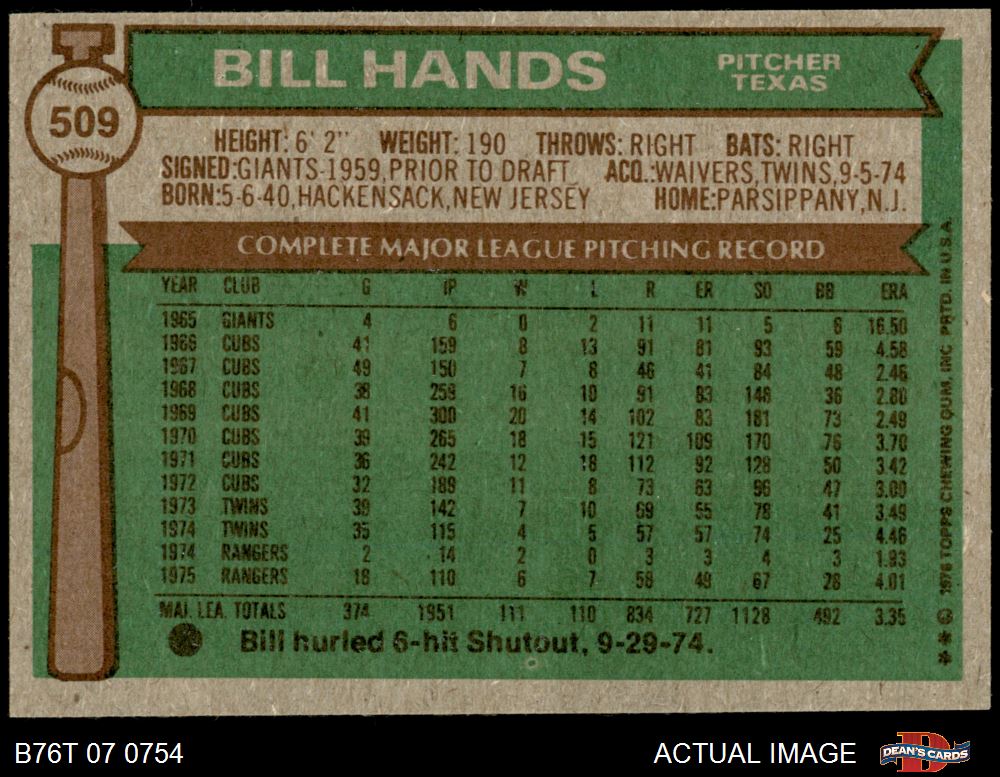 509
BILL HANDS
PITCHER
TEXAS
HEIGHT: 6' 2" WEIGHT: 190 THROWS: RIGHT BATS: RIGHT
SIGNED:GIANTS-1959,PRIOR TO DRAFT ACQ.:WAIVERS,TWINS,9-5-74
BORN:5-6-40,HACKENSACK,NEW JERSEY HOME:PARSIPPANY,N.J.
COMPLETE MAJOR LEAGUE PITCHING RECORD
YEAR CLUB G IP W L R ER SO BB ERA
1965 GIANTS 4 6 0 2 11 11 5 6 16.50
1966 CUBS 41 159 8 13 91 81 93 59 4.58
1967 CUBS 49 150 7 8 46 41 84 48 2.46
1968 CUBS 38 259 16 10 91 83 148 36 2.88
1969 CUBS 41 300 20 14 102 83 181 73 2.49
1970 CUBS 39 265 18 15 121 109 170 76 3.70
1971 CUBS 36 242 12 18 112 92 128 50 3.42
1972 CUBS 32 189 11 8 73 63 96 47 3.00
1973 TWINS 39 142 7 10 69 55 78 41 3.49
1974 TWINS 35 115 4 5 57 57 74 25 4.46
1974 RANGERS 2 14 2 0 3 3 4 3 1.93
1975 RANGERS 18 110 6 7 58 49 67 28 4.01
MAJ. LEA. TOTALS 374 1951 111 110 834 727 1128 492 3.35
Bill hurled 6-hit Shutout, 9-29-74.
* * © 1976 TOPPS CHEWING GUM, INC PRTD. IN U.S.A.
B76T 07 0754
ACTUAL IMAGE
D
DEAN'S CARDS